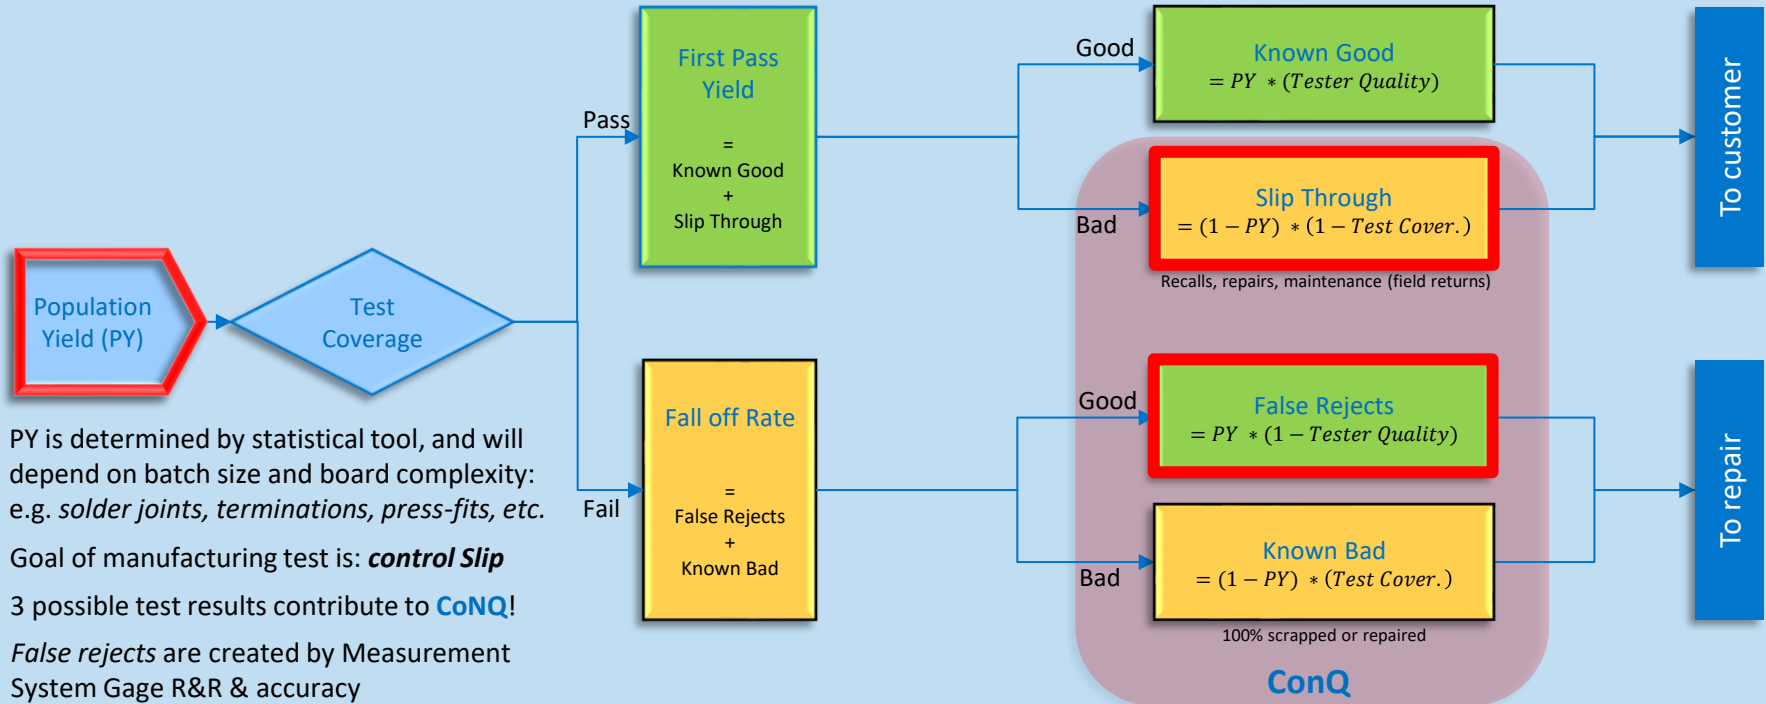 Population
Yield (PY)
Test
Coverage
Pass
Fail
First Pass
Yield
=
Known Good
+
Slip Through
Fall off Rate
=
False Rejects
+
Known Bad
Good
Known Good
= PY * (Tester Quality)
Bad
Slip Through
= (1 − PY) * (1 − Test Cover. )
Recalls, repairs, maintenance (field returns)
Good
False Rejects
= PY * (1 − Tester Quality)
Bad
Known Bad
= (1 − PY) * (Test Cover. )
100% scrapped or repaired
ConQ
To customer
To repair
PY is determined by statistical tool, and will
depend on batch size and board complexity:
e.g. solder joints, terminations, press-fits, etc.
Goal of manufacturing test is: control Slip
3 possible test results contribute to CoNQ!
False rejects are created by Measurement
System Gage R&R & accuracy